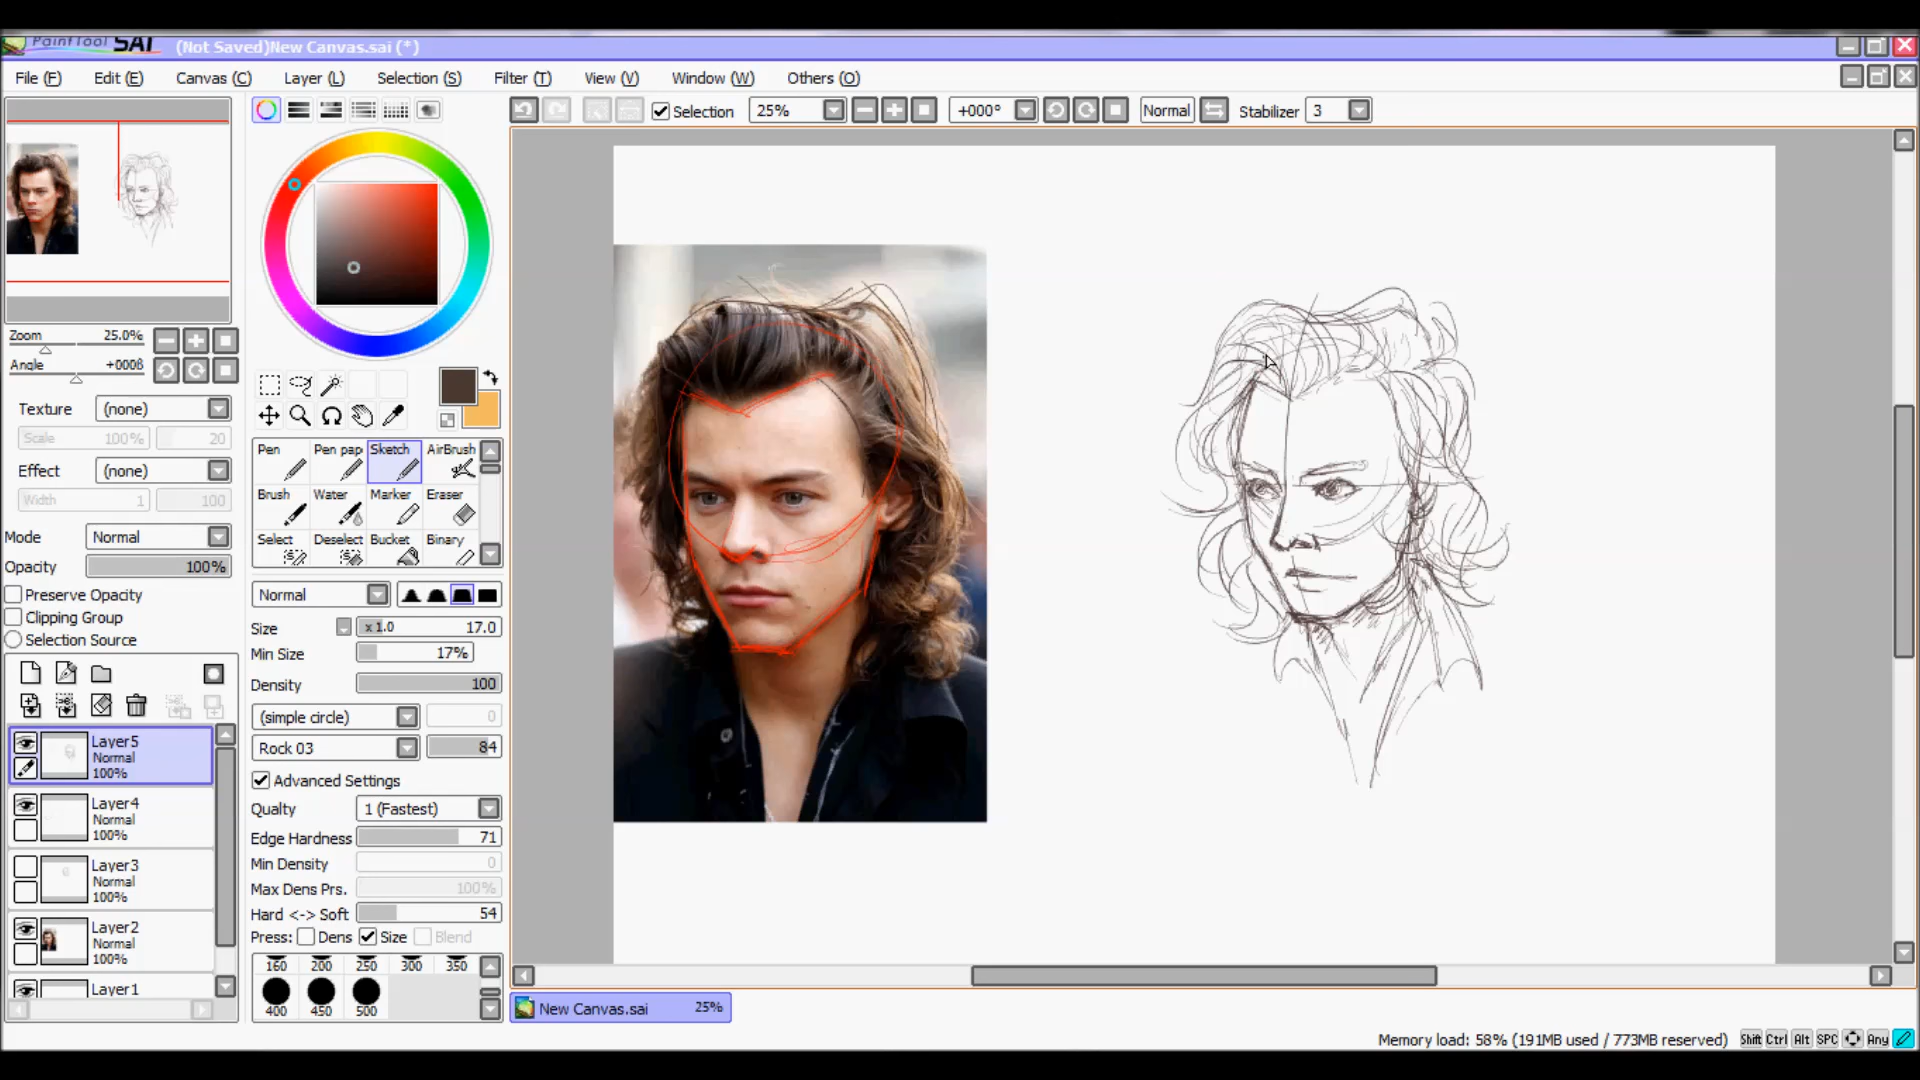 PaintTool SAI (Not Saved)New Canvas.sai (*)
File (F) Edit (E) Canvas (C) Layer (L) Selection (S) Filter (T) View (V) Window (W) Others (O)
Selection 25% +000° Normal Stabilizer 3
Zoom 25.0%
Angle +000ß
Texture (none)
Scale 100% 20
Effect (none)
Width 1 100
Mode Normal
Opacity 100%
Preserve Opacity
Clipping Group
Selection Source
Layer5
Normal
100%
Layer4
Normal
100%
Layer3
Normal
100%
Layer2
Normal
100%
Layer1
Pen Pen pap Sketch AirBrush
Brush Water Marker Eraser
Select Deselect Bucket Binary
Normal
Size x 1.0 17.0
Min Size 17%
Density 100
(simple circle) 0
Rock 03 84
Advanced Settings
Qualty 1 (Fastest)
Edge Hardness 71
Min Density 0
Max Dens Prs. 100%
Hard <-> Soft 54
Press: Dens Size Blend
160 200 250 300 350
400 450 500
New Canvas.sai 25%
Memory load: 58% (191MB used / 773MB reserved) Shift Ctrl Alt SPC Any